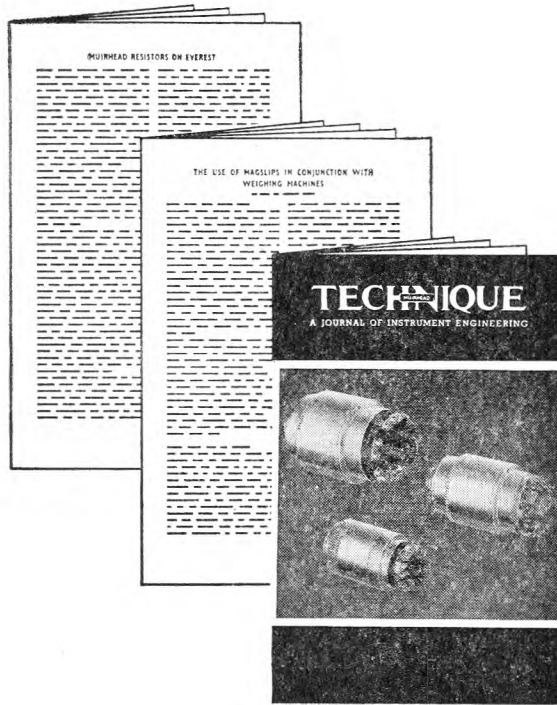 MUIRHEAD RESISTORS ON EVEREST
THE USE OF MAGSLIPS IN CONJUNCTION WITH
WEIGHING MACHINES
TECHNIQUE
MUIRHEAD
A JOURNAL OF INSTRUMENT ENGINEERING